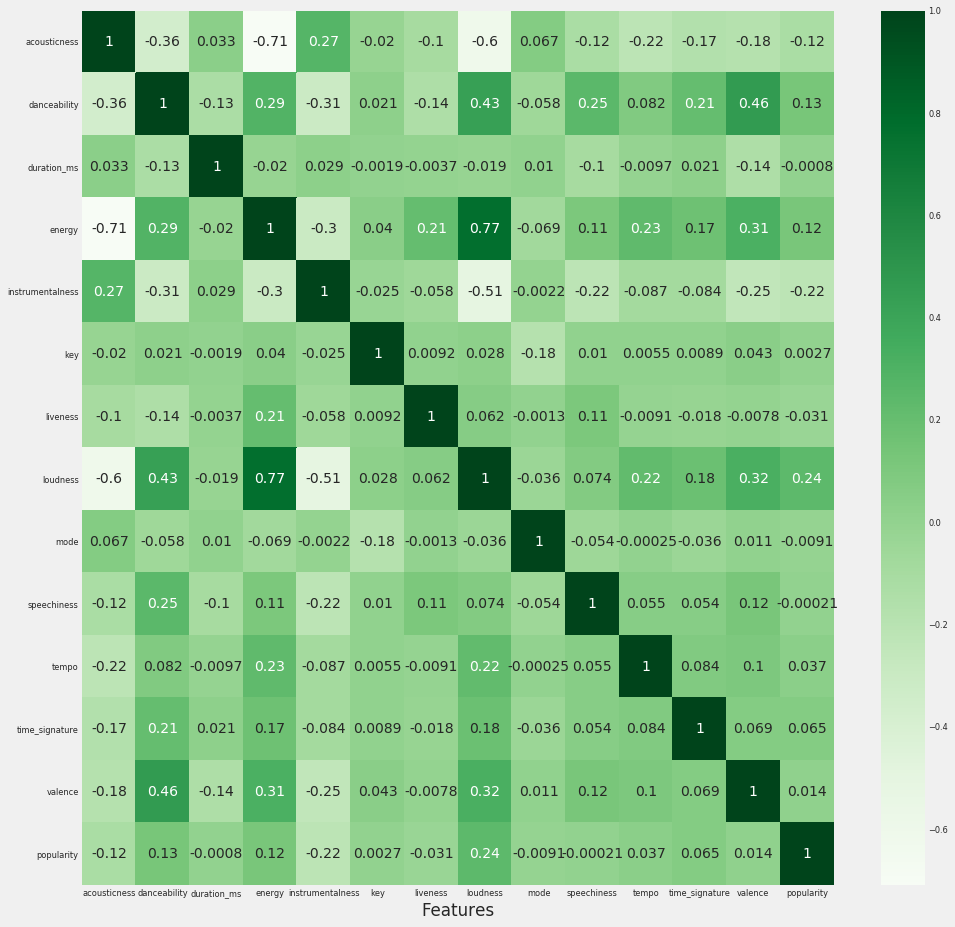 acousticness 1 -0.36 0.033 -0.71 0.27 -0.02 -0.1 -0.6 0.067 -0.12 -0.22 -0.17 -0.18 -0.12
danceability -0.36 1 -0.13 0.29 -0.31 0.021 -0.14 0.43 -0.058 0.25 0.082 0.21 0.46 0.13
duration_ms 0.033 -0.13 1 -0.02 0.029 -0.0019 -0.0037 -0.019 0.01 -0.1 -0.0097 0.021 -0.14 -0.0008
energy -0.71 0.29 -0.02 1 -0.3 0.04 0.21 0.77 -0.069 0.11 0.23 0.17 0.31 0.12
instrumentalness 0.27 -0.31 0.029 -0.3 1 -0.025 -0.058 -0.51 -0.0022 -0.22 -0.087 -0.084 -0.25 -0.22
key -0.02 0.021 -0.0019 0.04 -0.025 1 0.0092 0.028 -0.18 0.01 0.0055 0.0089 0.043 0.0027
liveness -0.1 -0.14 -0.0037 0.21 -0.058 0.0092 1 0.062 -0.0013 0.11 -0.0091 -0.018 -0.0078 -0.031
loudness -0.6 0.43 -0.019 0.77 -0.51 0.028 0.062 1 -0.036 0.074 0.22 0.18 0.32 0.24
mode 0.067 -0.058 0.01 -0.069 -0.0022 -0.18 -0.0013 -0.036 1 -0.054 -0.00025 -0.036 0.011 -0.0091
speechiness -0.12 0.25 -0.1 0.11 -0.22 0.01 0.11 0.074 -0.054 1 0.055 0.054 0.12 -0.00021
tempo -0.22 0.082 -0.0097 0.23 -0.087 0.0055 -0.0091 0.22 -0.00025 0.055 1 0.084 0.1 0.037
time_signature -0.17 0.21 0.021 0.17 -0.084 0.0089 -0.018 0.18 -0.036 0.054 0.084 1 0.069 0.065
valence -0.18 0.46 -0.14 0.31 -0.25 0.043 -0.0078 0.32 0.011 0.12 0.1 0.069 1 0.014
popularity -0.12 0.13 -0.0008 0.12 -0.22 0.0027 -0.031 0.24 -0.0091 -0.00021 0.037 0.065 0.014 1
acousticness danceability duration_ms energy instrumentalness key liveness loudness mode speechiness tempo time_signature valence popularity
Features
1.0
0.8
0.6
0.4
0.2
0.0
−0.2
−0.4
−0.6